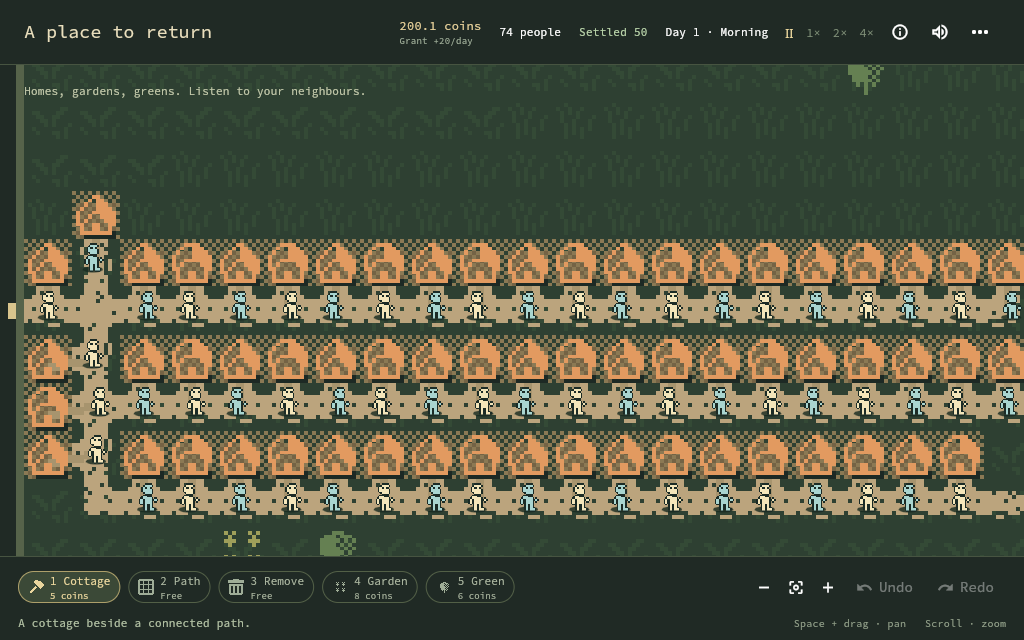 A place to return
200.1 coins
Grant +20/day
74 people
Settled 50
Day 1 · Morning
1×
2×
4×
Homes, gardens, greens. Listen to your neighbours.
1 Cottage
5 coins
2 Path
Free
3 Remove
Free
4 Garden
8 coins
5 Green
6 coins
Undo
Redo
A cottage beside a connected path.
Space + drag · pan
Scroll · zoom